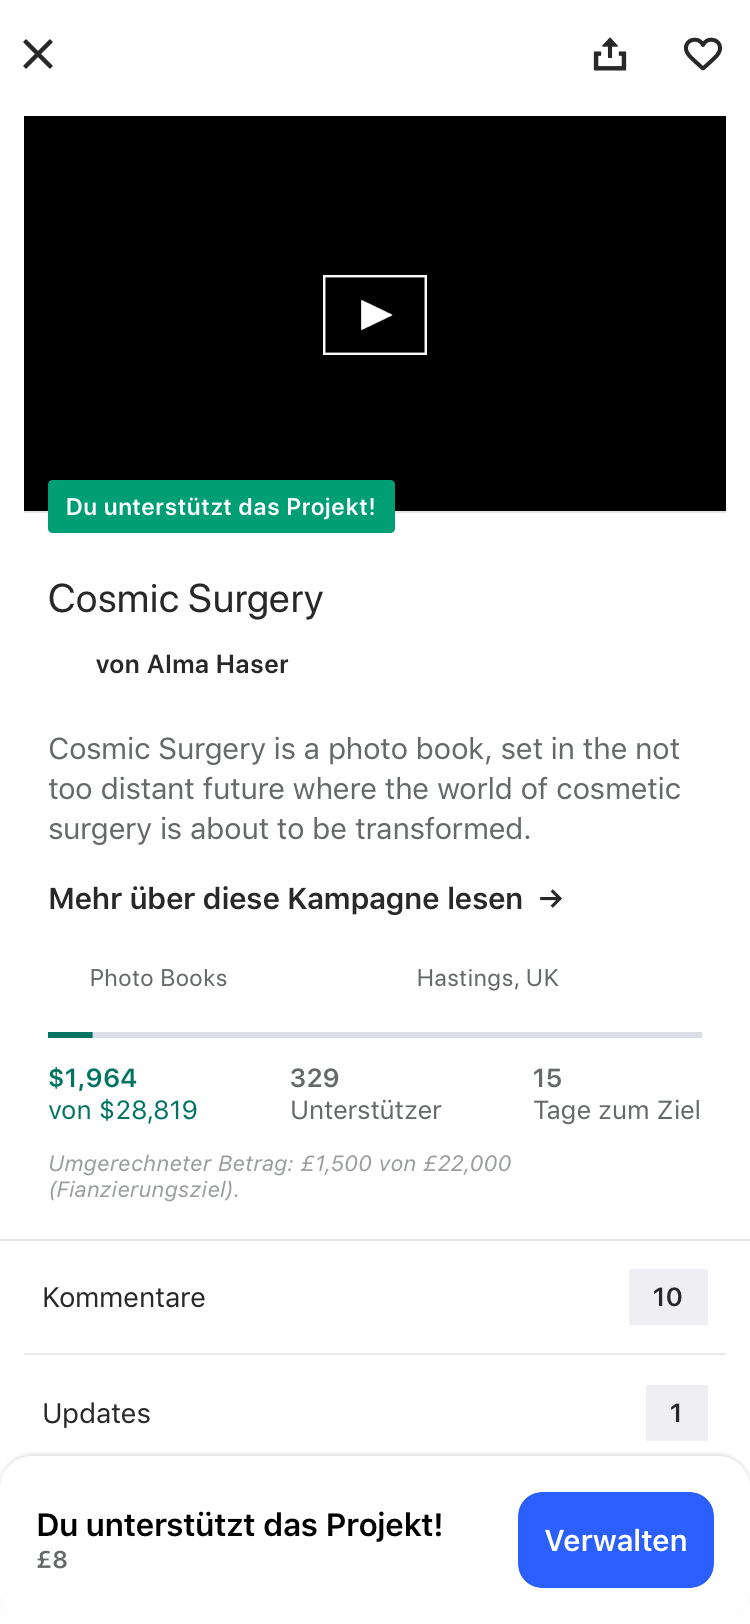 Du unterstützt das Projekt!
Cosmic Surgery
von Alma Haser
Cosmic Surgery is a photo book, set in the not
too distant future where the world of cosmetic
surgery is about to be transformed.
Mehr über diese Kampagne lesen →
Photo Books
Hastings, UK
$1,964
von $28,819
329
Unterstützer
15
Tage zum Ziel
Umgerechneter Betrag: £1,500 von £22,000
(Fianzierungsziel).
Kommentare
10
Updates
1
Du unterstützt das Projekt!
£8
Verwalten